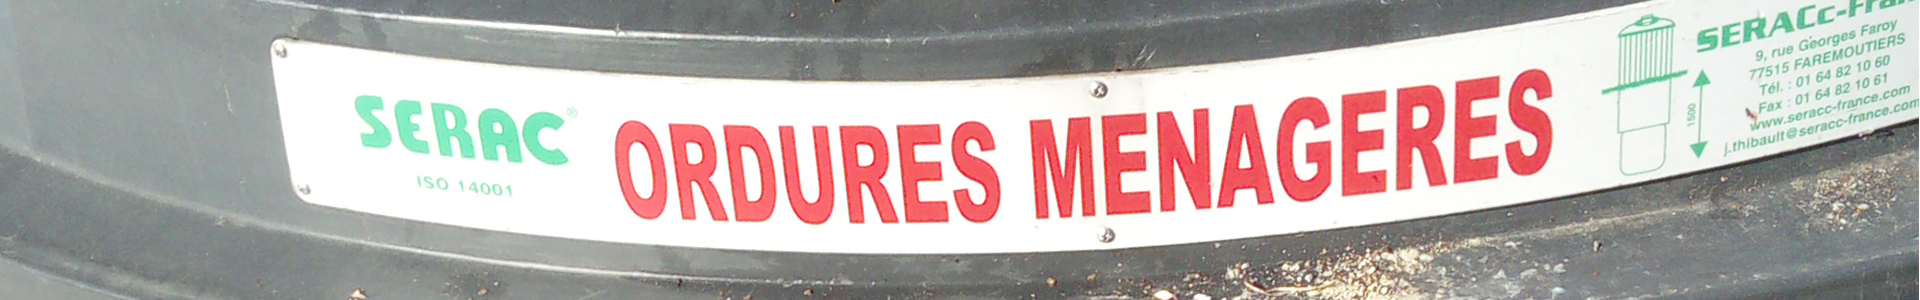 SERAC®
ISO 14001
ORDURES MENAGERES
1500
SERACc-Fran
9, rue Georges Faroy
77515 FAREMOUTIERS
Tél. : 01 64 82 10 60
Fax : 01 64 82 10 61
www.seracc-france.com
j.thibault@seracc-france.com